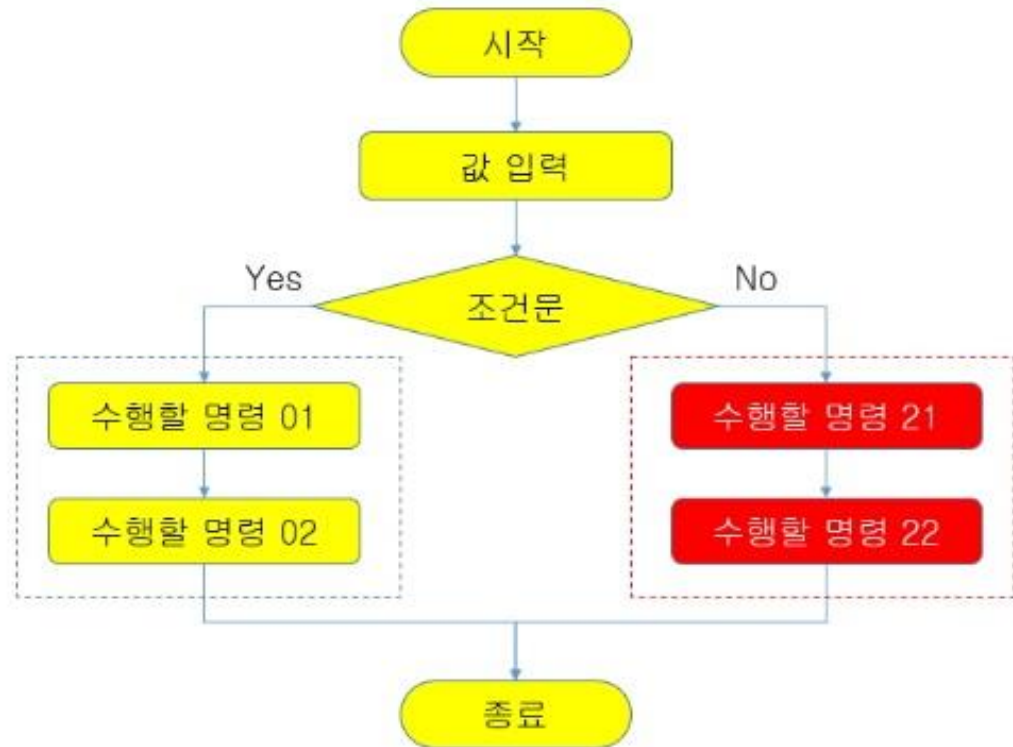 시작
값 입력
Yes
No
조건문
수행할 명령 01
수행할 명령 21
수행할 명령 02
수행할 명령 22
종료